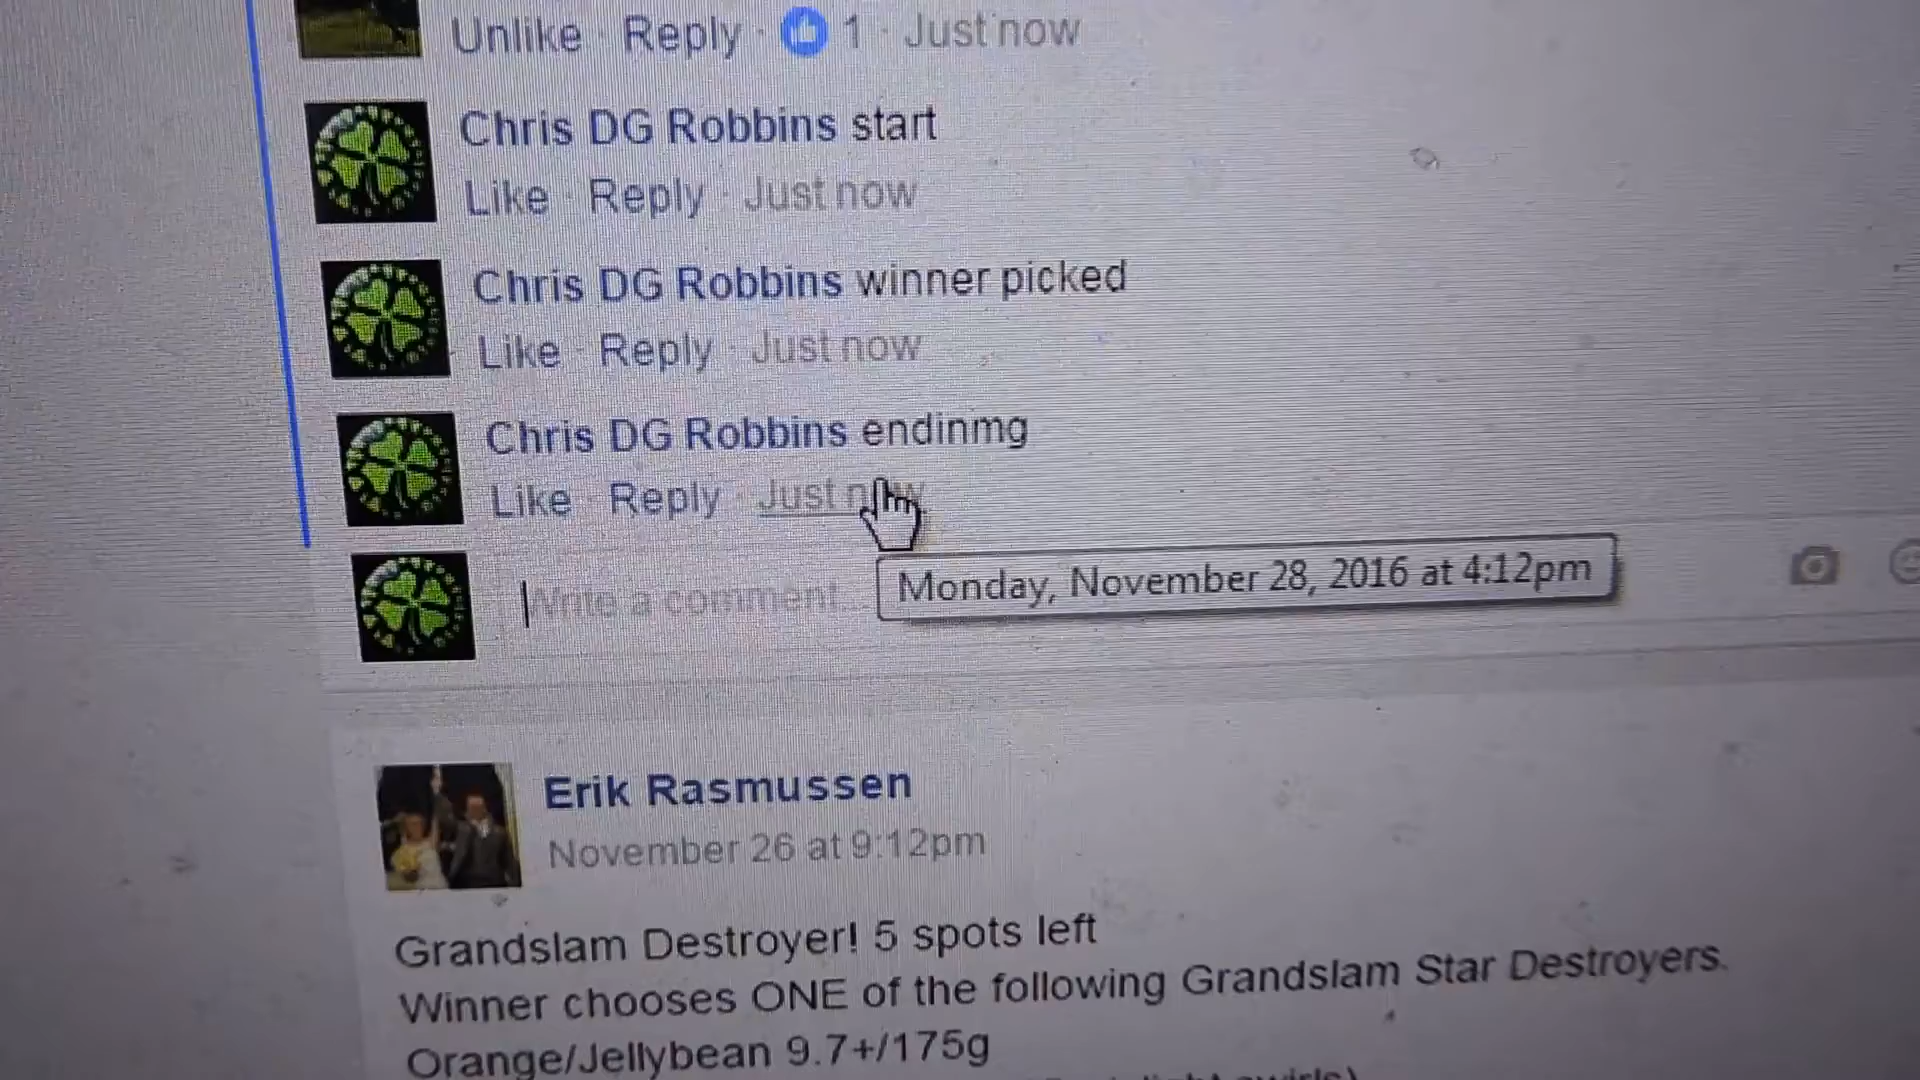 Unlike · Reply · 1 · Just now
Chris DG Robbins start
Like · Reply · Just now
Chris DG Robbins winner picked
Like · Reply · Just now
Chris DG Robbins endinmg
Like · Reply · Just
Write a comment...
Monday, November 28, 2016 at 4:12pm
Erik Rasmussen
November 26 at 9:12pm
Grandslam Destroyer! 5 spots left
Winner chooses ONE of the following Grandslam Star Destroyers.
Orange/Jellybean 9.7+/175g